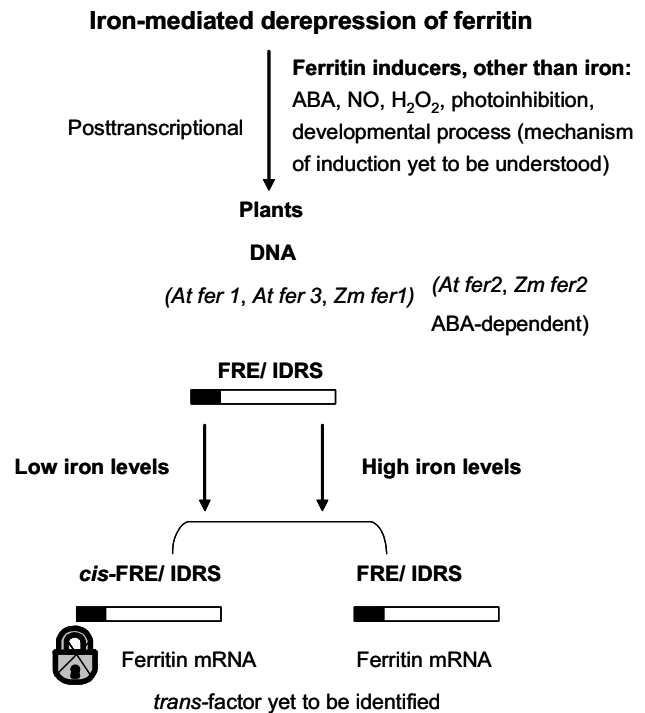 Iron-mediated derepression of ferritin
Ferritin inducers, other than iron:
ABA, NO, H₂O₂, photoinhibition,
developmental process (mechanism
of induction yet to be understood)
Posttranscriptional
Plants
DNA
(At fer 1, At fer 3, Zm fer1)
(At fer2, Zm fer2
ABA-dependent)
FRE/ IDRS
Low iron levels
High iron levels
cis-FRE/ IDRS
FRE/ IDRS
Ferritin mRNA
Ferritin mRNA
trans-factor yet to be identified